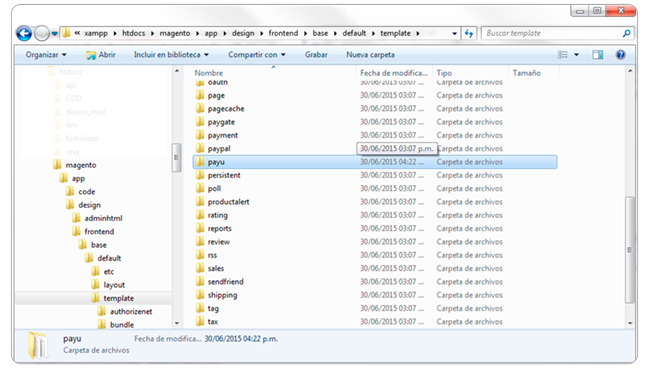 « xampp ▸ htdocs ▸ magento ▸ app ▸ design ▸ frontend ▸ base ▸ default ▸ template ▸
Buscar template
Organizar Abrir Incluir en biblioteca Compartir con Grabar Nueva carpeta
htdocs
api
dmc
forbidden
img
magento
app
code
design
adminhtml
frontend
base
default
etc
layout
template
authorizenet
bundle
Nombre Fecha de modifica... Tipo Tamaño
oauth 30/06/2015 03:07 ... Carpeta de archivos
page 30/06/2015 03:07 ... Carpeta de archivos
pagecache 30/06/2015 03:07 ... Carpeta de archivos
paygate 30/06/2015 03:07 ... Carpeta de archivos
payment 30/06/2015 03:07 ... Carpeta de archivos
paypal 30/06/2015 03:07 p.m. Carpeta de archivos
payu 30/06/2015 04:22 ... Carpeta de archivos
persistent 30/06/2015 03:07 ... Carpeta de archivos
poll 30/06/2015 03:07 ... Carpeta de archivos
productalert 30/06/2015 03:07 ... Carpeta de archivos
rating 30/06/2015 03:07 ... Carpeta de archivos
reports 30/06/2015 03:07 ... Carpeta de archivos
review 30/06/2015 03:07 ... Carpeta de archivos
rss 30/06/2015 03:07 ... Carpeta de archivos
sales 30/06/2015 03:07 ... Carpeta de archivos
sendfriend 30/06/2015 03:07 ... Carpeta de archivos
shipping 30/06/2015 03:07 ... Carpeta de archivos
tag 30/06/2015 03:07 ... Carpeta de archivos
tax 30/06/2015 03:07 ... Carpeta de archivos
payu Fecha de modifica... 30/06/2015 04:22 p.m.
Carpeta de archivos